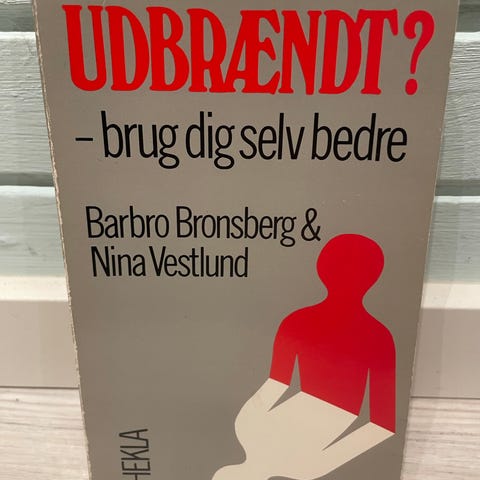 UDBRÆNDT?
– brug dig selv bedre
Barbro Bronsberg &
Nina Vestlund
HEKLA